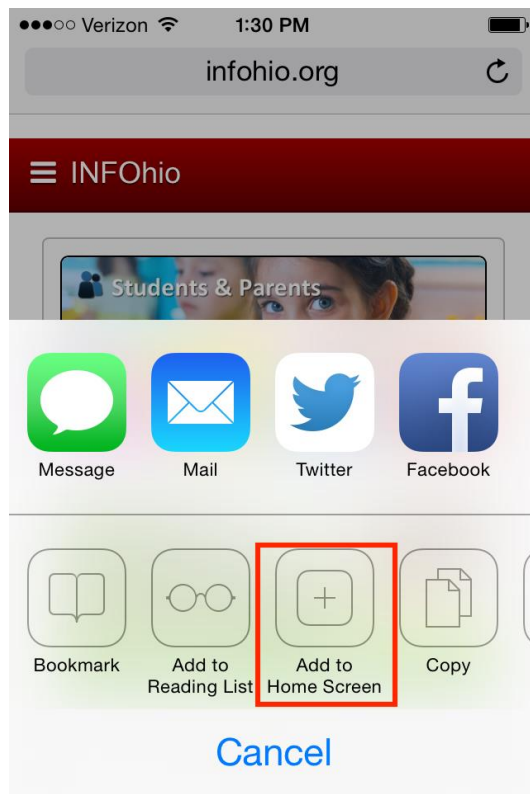 Verizon 1:30 PM
infohio.org
INFOhio
Students & Parents
Message Mail Twitter Facebook
Bookmark Add to Add to Copy
Reading List Home Screen
Cancel